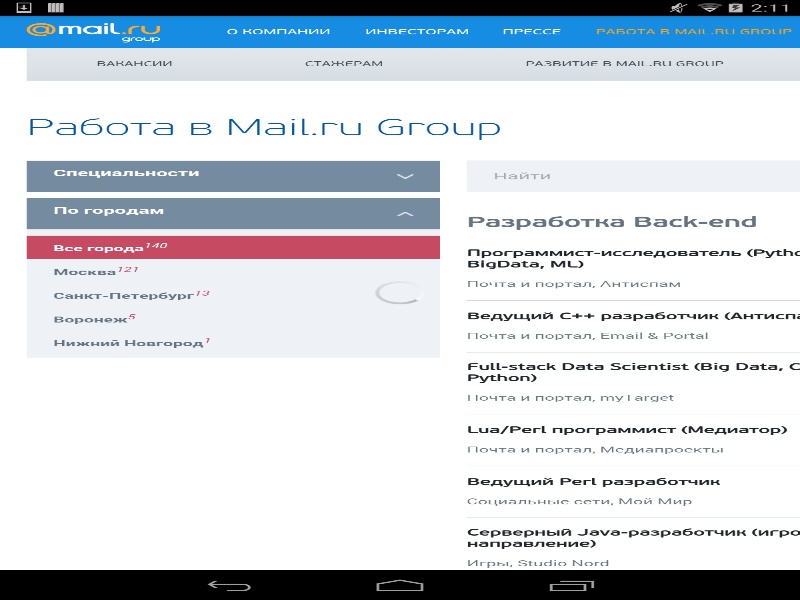 2:11
@mail.ru
group
О КОМПАНИИ ИНВЕСТОРАМ ПРЕССЕ РАБОТА В MAIL.RU GROUP
ВАКАНСИИ СТАЖЕРАМ РАЗВИТИЕ В MAIL.RU GROUP
Работа в Mail.ru Group
Специальности
По городам
Все города 140
Москва 121
Санкт-Петербург 13
Воронеж 5
Нижний Новгород 1
Найти
Разработка Back-end
Программист-исследователь (Pytho
BigData, ML)
Почта и портал, Антиспам
Ведущий C++ разработчик (Антиспа
Почта и портал, Email & Portal
Full-stack Data Scientist (Big Data, C
Python)
Почта и портал, myTarget
Lua/Perl программист (Медиатор)
Почта и портал, Медиапроекты
Ведущий Perl разработчик
Социальные сети, Мой Мир
Серверный Java-разработчик (игро
направление)
Игры, Studio Nord